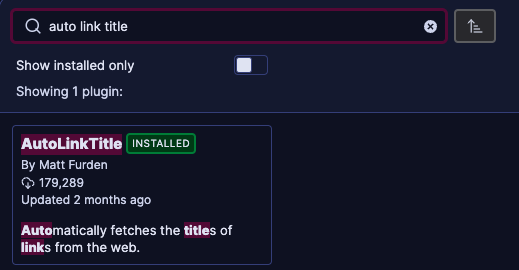 auto link title
Show installed only
Showing 1 plugin:
AutoLinkTitle INSTALLED
By Matt Furden
179,289
Updated 2 months ago
Automatically fetches the titles of
links from the web.